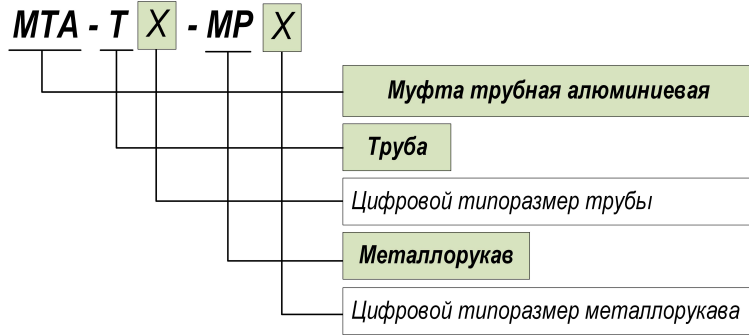 МТА - Т Х - МР Х
Муфта трубная алюминиевая
Труба
Цифровой типоразмер трубы
Металлорукав
Цифровой типоразмер металлорукава